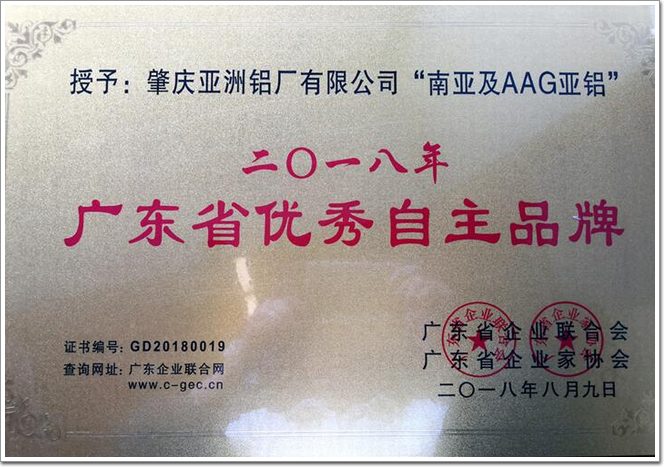 授予：肇庆亚洲铝厂有限公司“南亚及AAG亚铝”
二〇一八年
广东省优秀自主品牌
证书编号：GD20180019
查询网址：广东企业联合网
www.c-gec.cn
广东省企业联合会
广东省企业家协会
二〇一八年八月九日